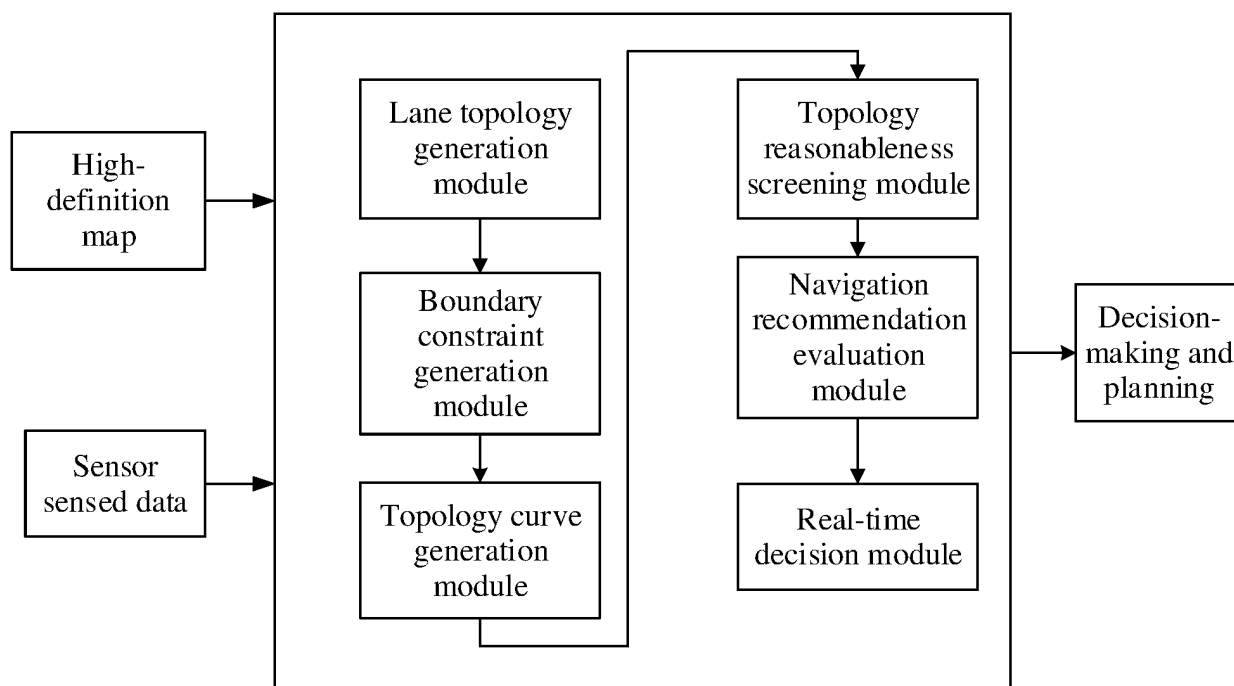 High-
definition
map
Sensor
sensed data
Lane topology
generation
module
Boundary
constraint
generation
module
Topology curve
generation
module
Topology
reasonableness
screening module
Navigation
recommendation
evaluation
module
Real-time
decision module
Decision-
making and
planning